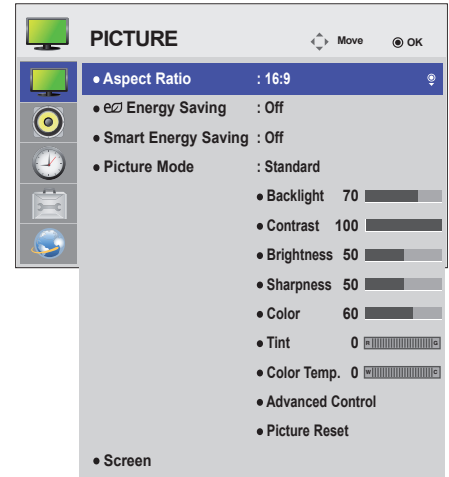 PICTURE Move OK
● Aspect Ratio : 16:9
● Energy Saving : Off
● Smart Energy Saving : Off
● Picture Mode : Standard
● Backlight 70
● Contrast 100
● Brightness 50
● Sharpness 50
● Color 60
● Tint 0 R G
● Color Temp. 0 W C
● Advanced Control
● Picture Reset
● Screen